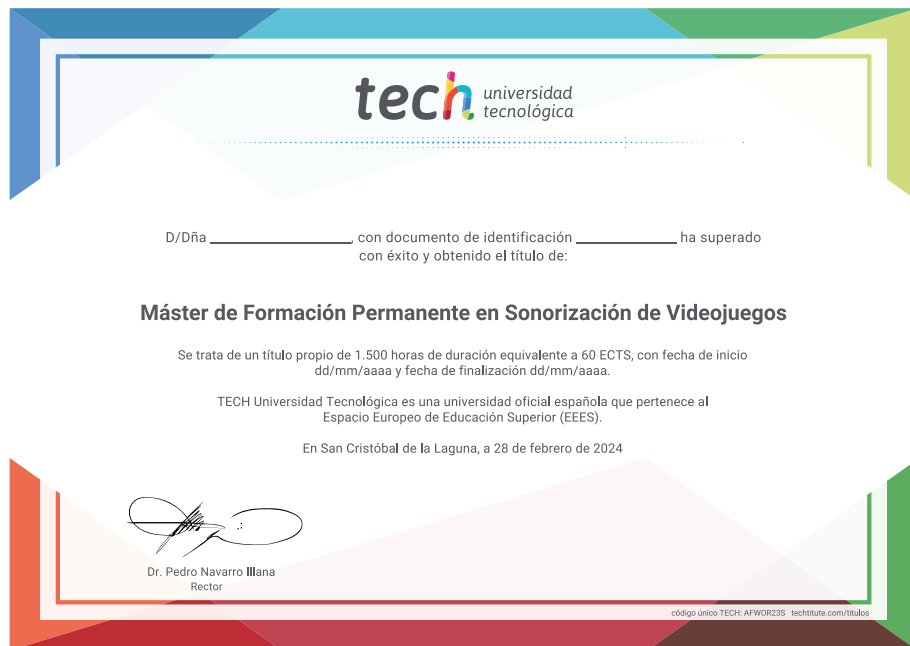 tech universidad
tecnológica
D/Dña ________________, con documento de identificación ____________ ha superado
con éxito y obtenido el título de:
Máster de Formación Permanente en Sonorización de Videojuegos
Se trata de un título propio de 1.500 horas de duración equivalente a 60 ECTS, con fecha de inicio
dd/mm/aaaa y fecha de finalización dd/mm/aaaa.
TECH Universidad Tecnológica es una universidad oficial española que pertenece al
Espacio Europeo de Educación Superior (EEES).
En San Cristóbal de la Laguna, a 28 de febrero de 2024
Dr. Pedro Navarro Illana
Rector
código único TECH: AFWOR23S techtitute.com/titulos